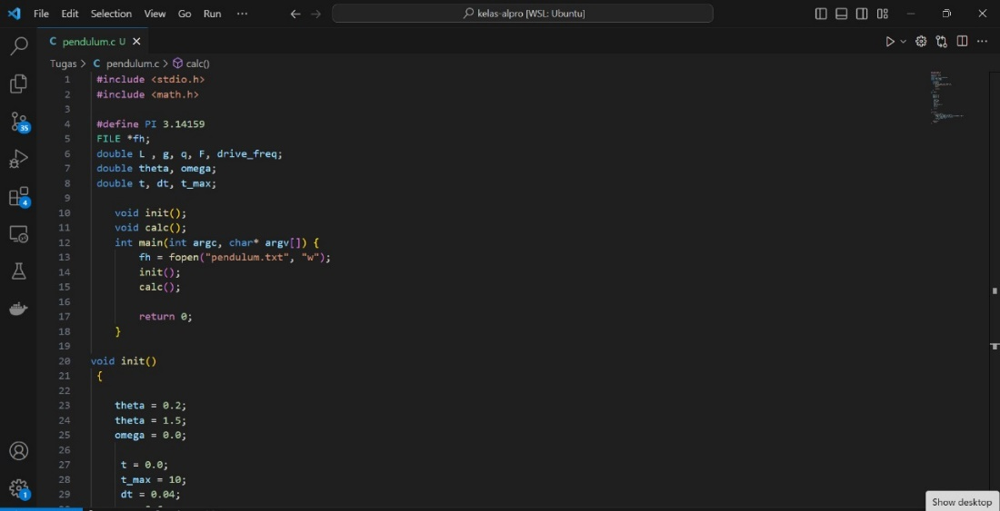 File Edit Selection View Go Run ··· kelas-alpro [WSL: Ubuntu]
C pendulum.c U
Tugas > C pendulum.c > calc()
1 #include <stdio.h>
2 #include <math.h>
3
4 #define PI 3.14159
5 FILE *fh;
6 double L , g, q, F, drive_freq;
7 double theta, omega;
8 double t, dt, t_max;
9
10 void init();
11 void calc();
12 int main(int argc, char* argv[]) {
13 fh = fopen("pendulum.txt", "w");
14 init();
15 calc();
16
17 return 0;
18 }
19
20 void init()
21 {
22
23 theta = 0.2;
24 theta = 1.5;
25 omega = 0.0;
26
27 t = 0.0;
28 t_max = 10;
29 dt = 0.04;
35
4
1
Show desktop